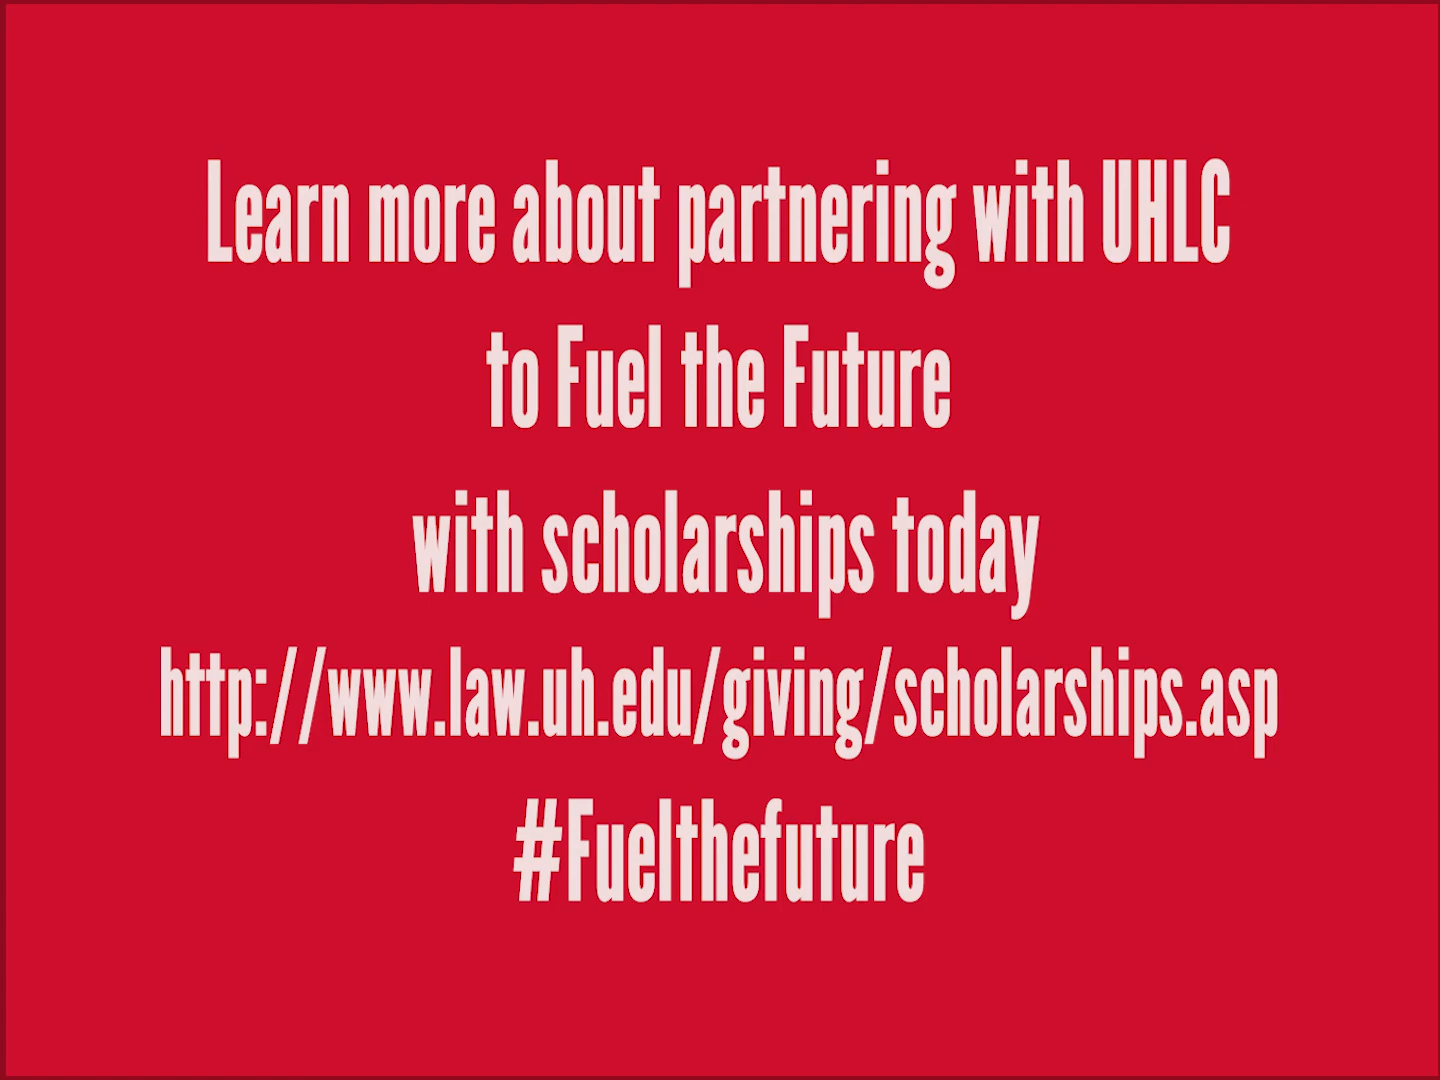 Learn more about partnering with UHLC
to Fuel the Future
with scholarships today
http://www.law.uh.edu/giving/scholarships.asp
#Fuelthefuture